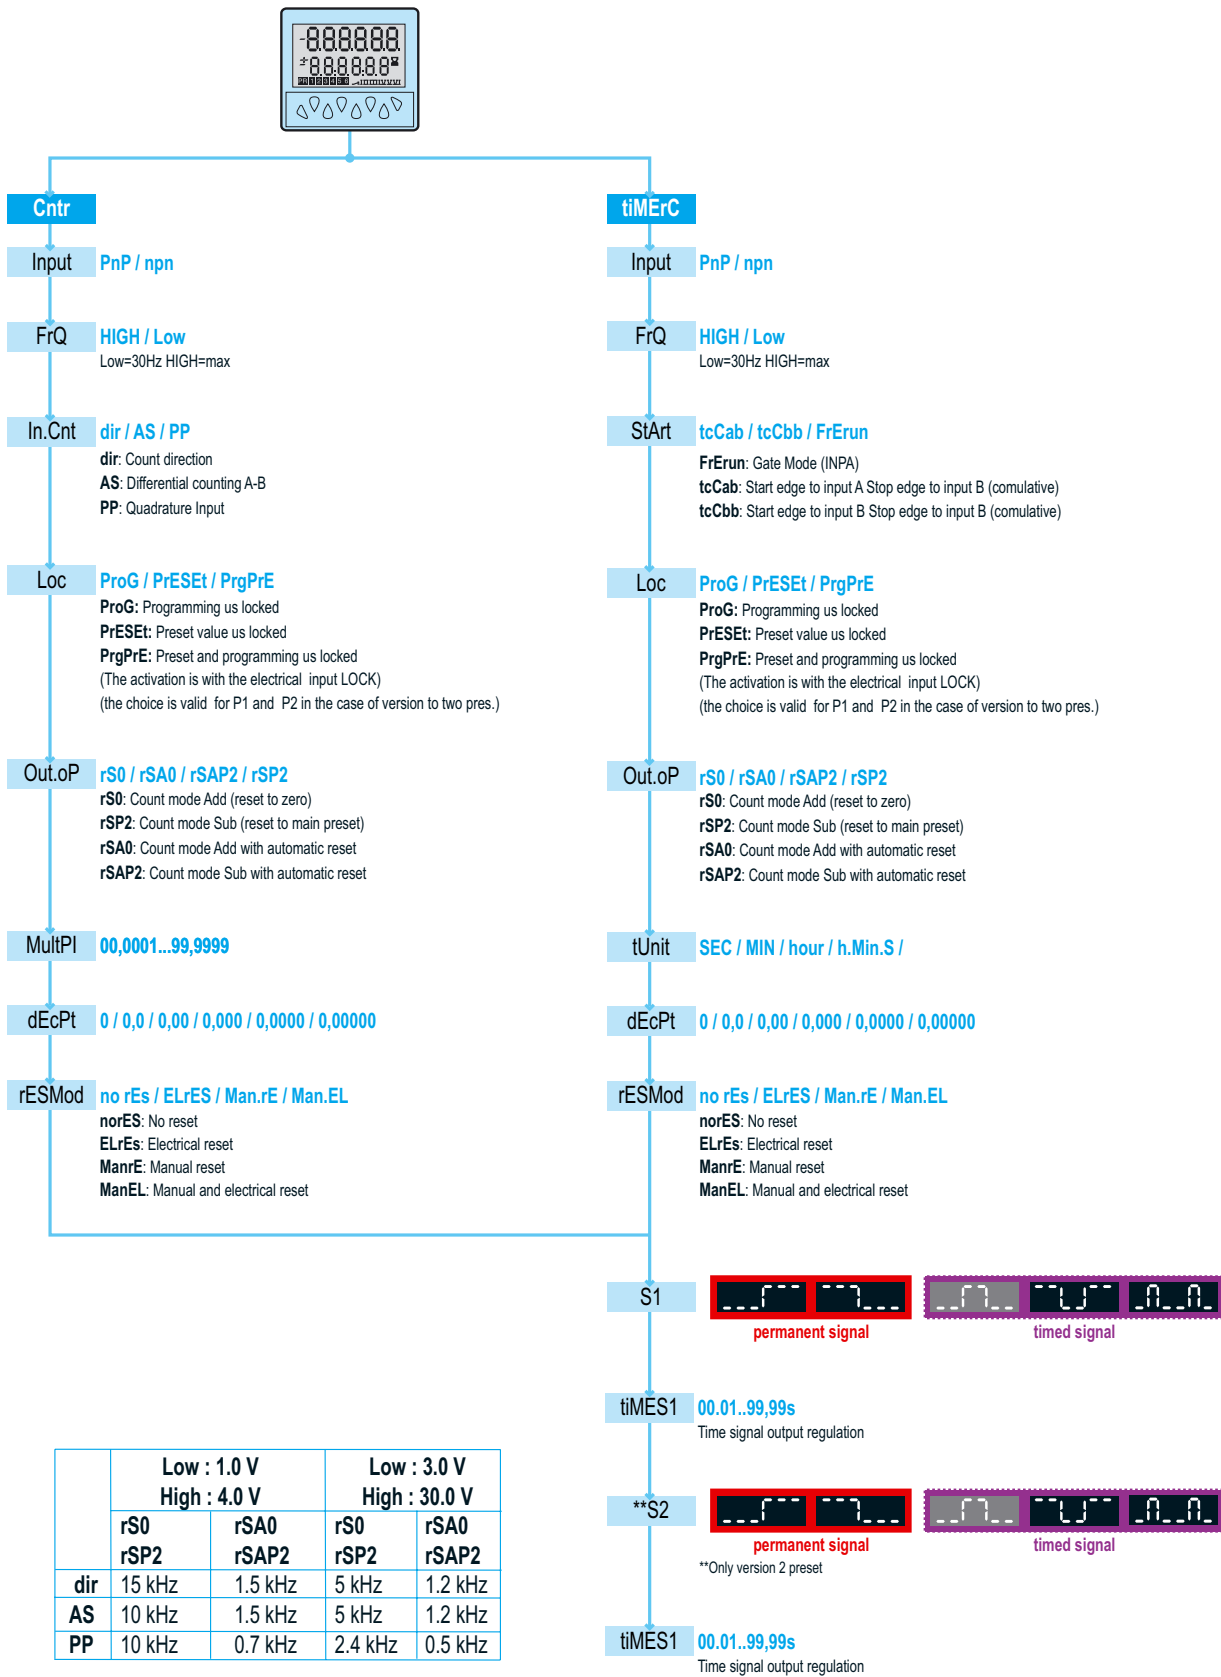 -8.8.8.8.8.8.
±8.8.8.8.8.8
PR 1 2 3 4 5 6
Cntr
Input PnP / npn
FrQ HIGH / Low
Low=30Hz HIGH=max
In.Cnt dir / AS / PP
dir: Count direction
AS: Differential counting A-B
PP: Quadrature Input
Loc ProG / PrESEt / PrgPrE
ProG: Programming us locked
PrESEt: Preset value us locked
PrgPrE: Preset and programming us locked
(The activation is with the electrical input LOCK)
(the choice is valid for P1 and P2 in the case of version to two pres.)
Out.oP rS0 / rSA0 / rSAP2 / rSP2
rS0: Count mode Add (reset to zero)
rSP2: Count mode Sub (reset to main preset)
rSA0: Count mode Add with automatic reset
rSAP2: Count mode Sub with automatic reset
MultPl 00,0001...99,9999
dEcPt 0 / 0,0 / 0,00 / 0,000 / 0,0000 / 0,00000
rESMod no rEs / ELrES / Man.rE / Man.EL
norES: No reset
ELrEs: Electrical reset
ManrE: Manual reset
ManEL: Manual and electrical reset
tiMErC
Input PnP / npn
FrQ HIGH / Low
Low=30Hz HIGH=max
StArt tcCab / tcCbb / FrErun
FrErun: Gate Mode (INPA)
tcCab: Start edge to input A Stop edge to input B (comulative)
tcCbb: Start edge to input B Stop edge to input B (comulative)
Loc ProG / PrESEt / PrgPrE
ProG: Programming us locked
PrESEt: Preset value us locked
PrgPrE: Preset and programming us locked
(The activation is with the electrical input LOCK)
(the choice is valid for P1 and P2 in the case of version to two pres.)
Out.oP rS0 / rSA0 / rSAP2 / rSP2
rS0: Count mode Add (reset to zero)
rSP2: Count mode Sub (reset to main preset)
rSA0: Count mode Add with automatic reset
rSAP2: Count mode Sub with automatic reset
tUnit SEC / MIN / hour / h.Min.S /
dEcPt 0 / 0,0 / 0,00 / 0,000 / 0,0000 / 0,00000
rESMod no rEs / ELrES / Man.rE / Man.EL
norES: No reset
ELrEs: Electrical reset
ManrE: Manual reset
ManEL: Manual and electrical reset
S1
permanent signal timed signal
tiMES1 00.01..99,99s
Time signal output regulation
**S2
permanent signal timed signal
**Only version 2 preset
tiMES1 00.01..99,99s
Time signal output regulation
Low : 1.0 V Low : 3.0 V
High : 4.0 V High : 30.0 V
rS0 rSA0 rS0 rSA0
rSP2 rSAP2 rSP2 rSAP2
dir 15 kHz 1.5 kHz 5 kHz 1.2 kHz
AS 10 kHz 1.5 kHz 5 kHz 1.2 kHz
PP 10 kHz 0.7 kHz 2.4 kHz 0.5 kHz